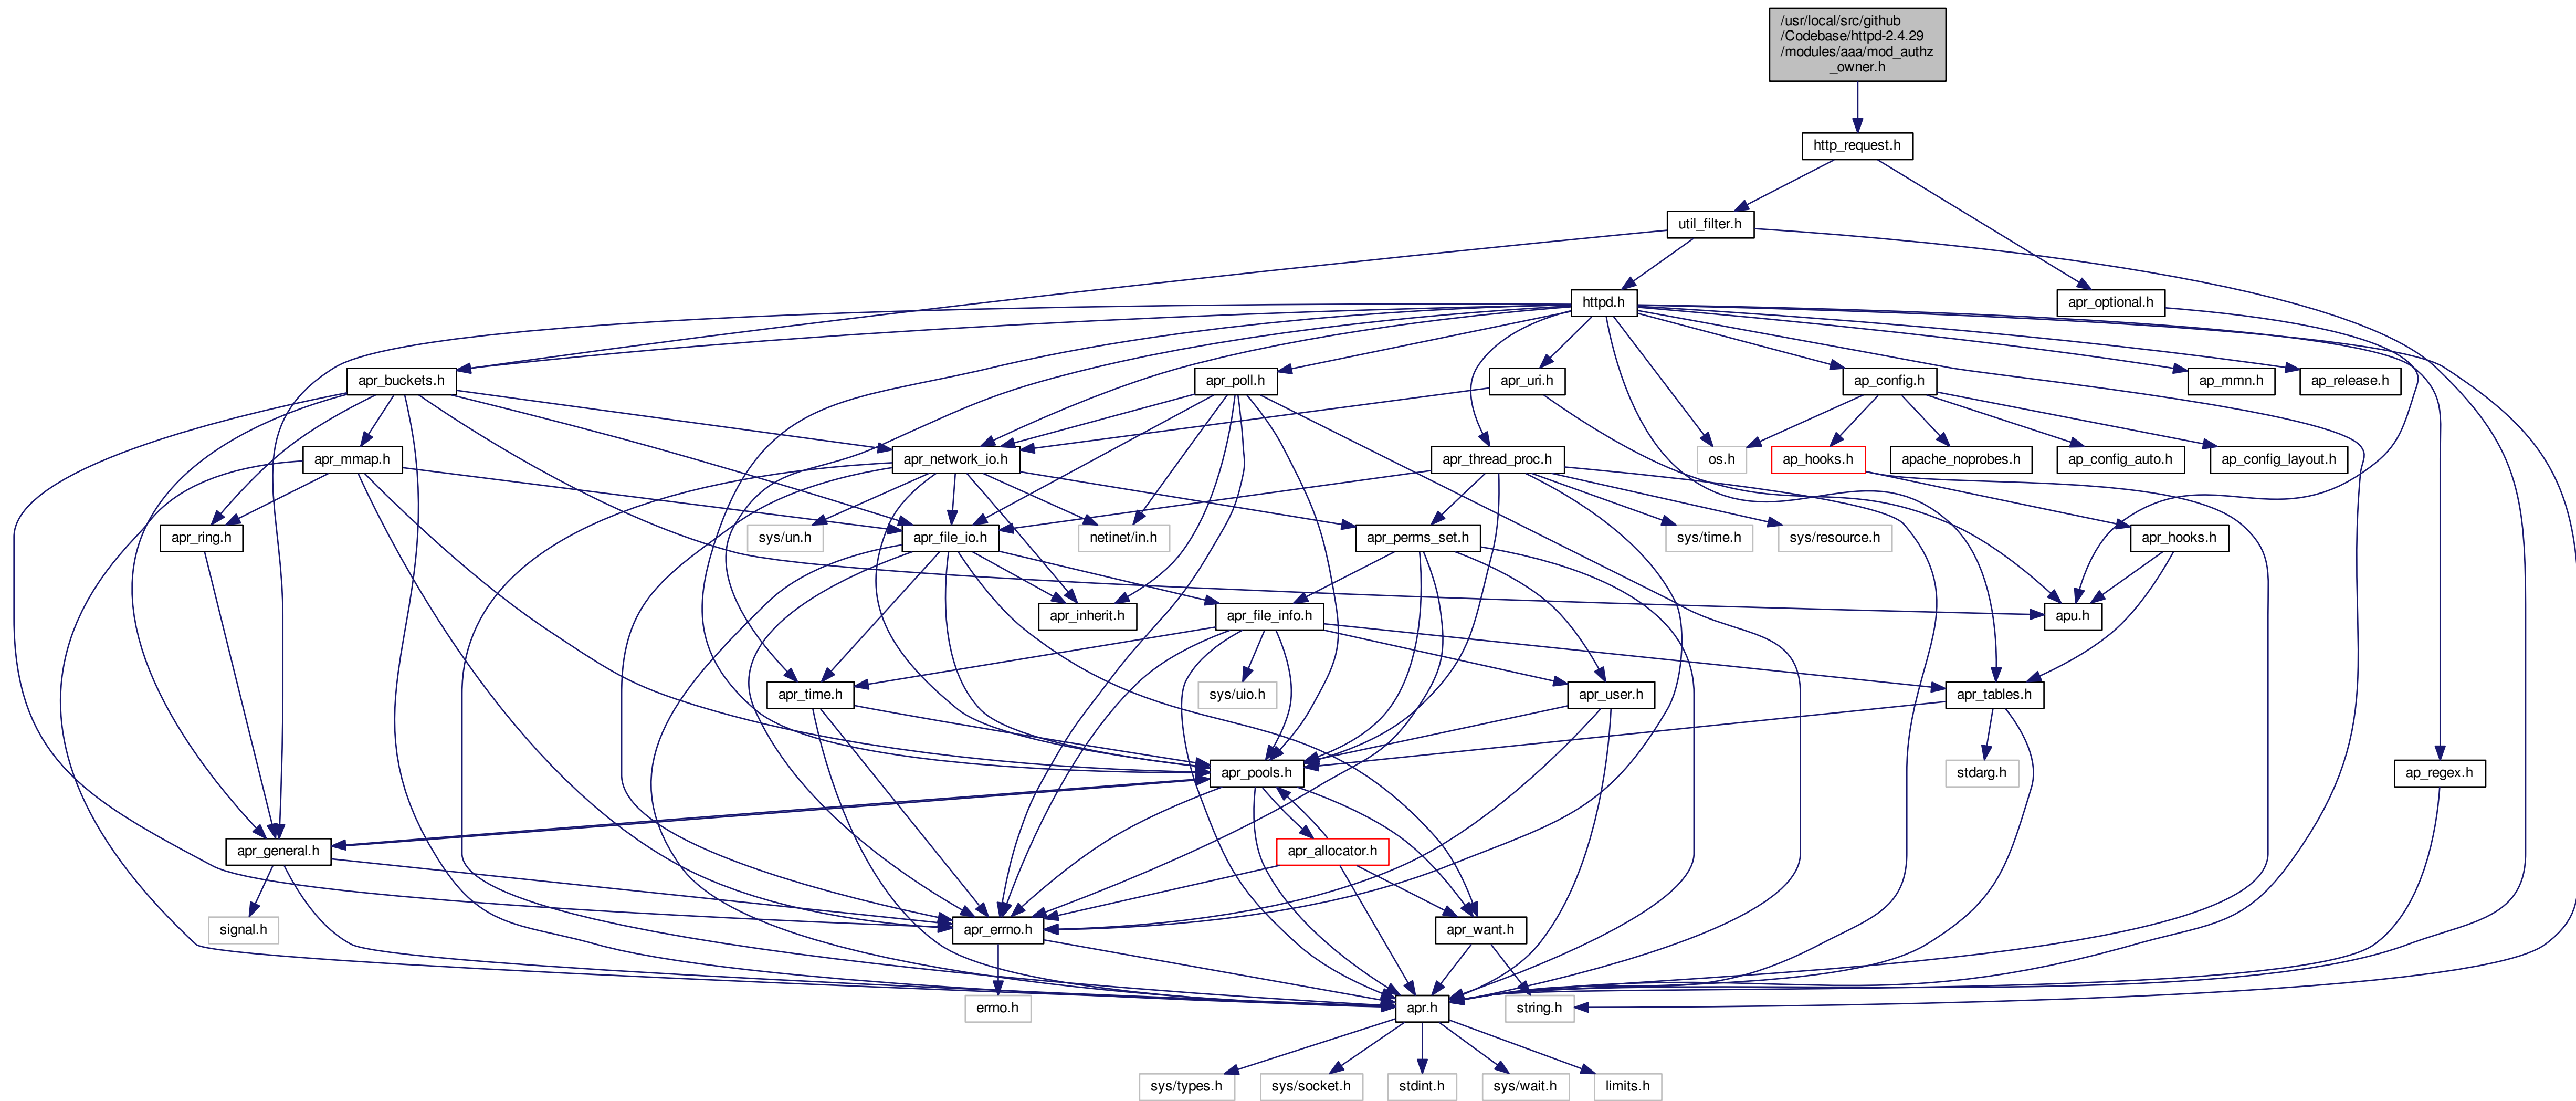 /usr/local/src/github
/Codebase/httpd-2.4.29
/modules/aaa/mod_authz
_owner.h
http_request.h
util_filter.h
httpd.h
apr_optional.h
apr_buckets.h
apr_poll.h
apr_uri.h
ap_config.h
ap_mmn.h
ap_release.h
apr_mmap.h
apr_network_io.h
apr_thread_proc.h
os.h
ap_hooks.h
apache_noprobes.h
ap_config_auto.h
ap_config_layout.h
apr_ring.h
sys/un.h
apr_file_io.h
netinet/in.h
apr_perms_set.h
sys/time.h
sys/resource.h
apr_hooks.h
apr_inherit.h
apr_file_info.h
apu.h
apr_time.h
sys/uio.h
apr_user.h
apr_tables.h
apr_pools.h
stdarg.h
ap_regex.h
apr_general.h
apr_allocator.h
signal.h
apr_errno.h
apr_want.h
errno.h
apr.h
string.h
sys/types.h
sys/socket.h
stdint.h
sys/wait.h
limits.h